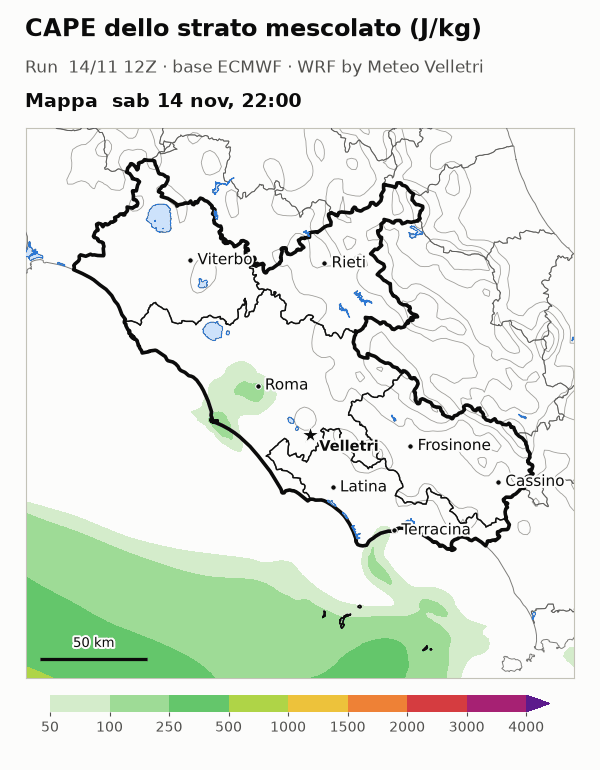 CAPE dello strato mescolato (J/kg)
Run  14/11 12Z · base ECMWF · WRF by Meteo Velletri
Mappa  sab 14 nov, 22:00
Viterbo
Rieti
Roma
Velletri
Frosinone
Cassino
Latina
Terracina
50 km
50 100 250 500 1000 1500 2000 3000 4000